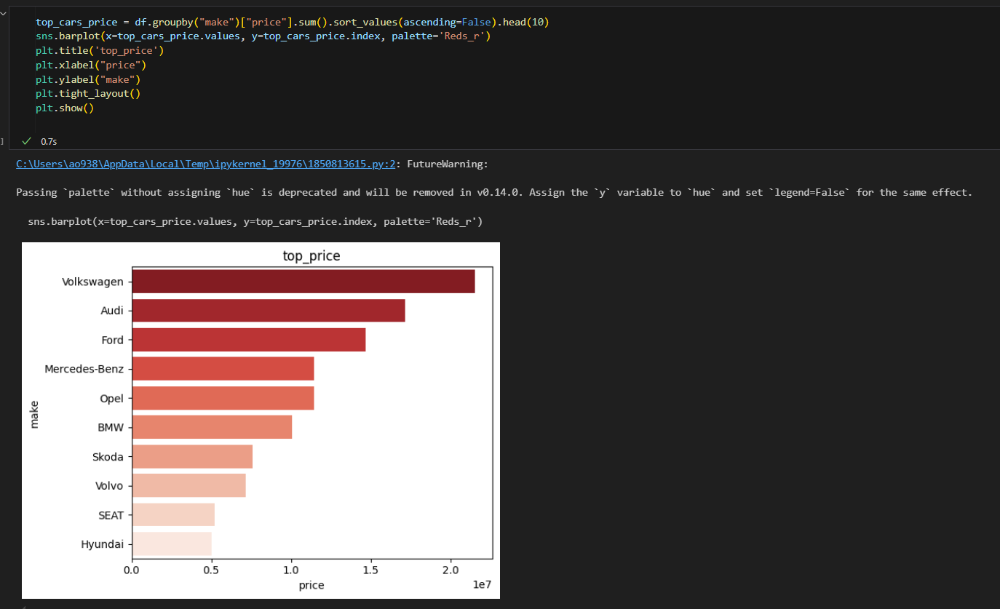 top_cars_price = df.groupby("make")["price"].sum().sort_values(ascending=False).head(10)
sns.barplot(x=top_cars_price.values, y=top_cars_price.index, palette='Reds_r')
plt.title('top_price')
plt.xlabel("price")
plt.ylabel("make")
plt.tight_layout()
plt.show()
]
0.7s
C:\Users\ao938\AppData\Local\Temp\ipykernel_19976\1850813615.py:2: FutureWarning:
Passing `palette` without assigning `hue` is deprecated and will be removed in v0.14.0. Assign the `y` variable to `hue` and set `legend=False` for the same effect.
sns.barplot(x=top_cars_price.values, y=top_cars_price.index, palette='Reds_r')
top_price
Volkswagen
Audi
Ford
Mercedes-Benz
Opel
make
BMW
Skoda
Volvo
SEAT
Hyundai
0.0 0.5 1.0 1.5 2.0
price
1e7